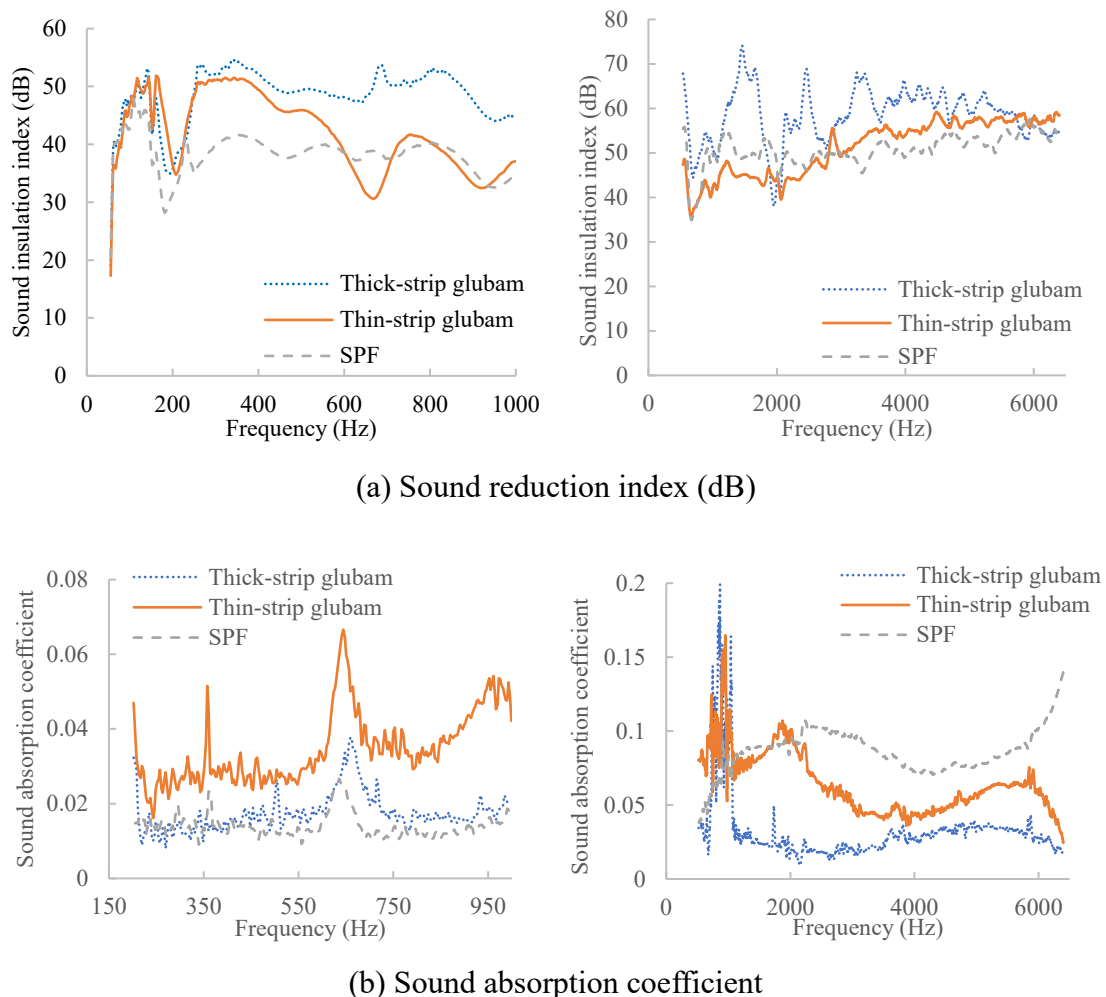 Sound insulation index (dB)
60
50
40
30
20
10
0
0
200
400
600
800
1000
Frequency (Hz)
Thick-strip glubam
Thin-strip glubam
SPF
Sound insulation index (dB)
80
70
60
50
40
30
20
10
0
0
2000
4000
6000
Frequency (Hz)
Thick-strip glubam
Thin-strip glubam
SPF
(a) Sound reduction index (dB)
Sound absorption coefficient
0.08
0.06
0.04
0.02
0
150
350
550
750
950
Frequency (Hz)
Thick-strip glubam
Thin-strip glubam
SPF
Sound absorption coefficient
0.2
0.15
0.1
0.05
0
0
2000
4000
6000
Frequency (Hz)
Thick-strip glubam
Thin-strip glubam
SPF
(b) Sound absorption coefficient